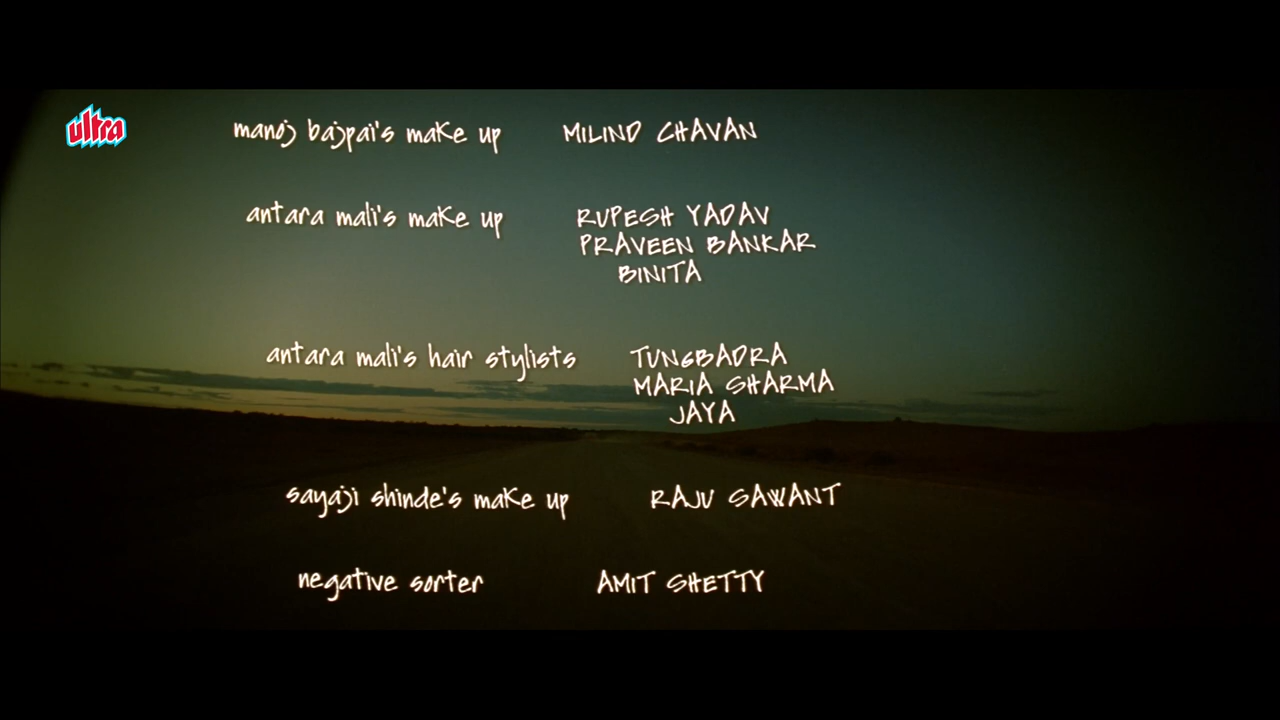 ultra
manoj bajpai's make up MILIND CHAVAN
antara mali's make up RUPESH YADAV
PRAVEEN BANKAR
BINITA
antara mali's hair stylists TUNGBADRA
MARIA SHARMA
JAYA
sayaji shinde's make up RAJU SAWANT
negative sorter AMIT SHETTY